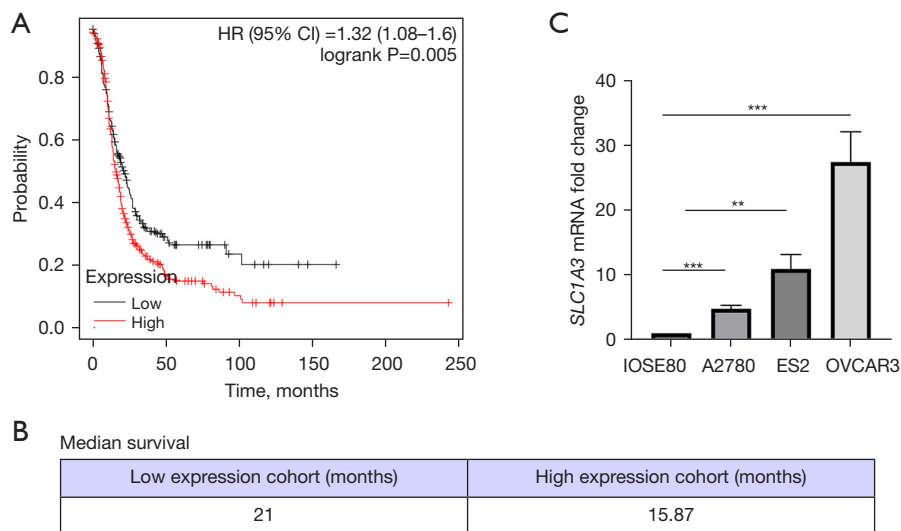 A
HR (95% CI) =1.32 (1.08–1.6)
logrank P=0.005
Probability
0.8
0.6
0.4
0.2
0.0
Expression
Low
High
0 50 100 150 200 250
Time, months
C
SLC1A3 mRNA fold change
40
30
20
10
0
***
**
***
IOSE80 A2780 ES2 OVCAR3
B
Median survival
Low expression cohort (months) High expression cohort (months)
21 15.87